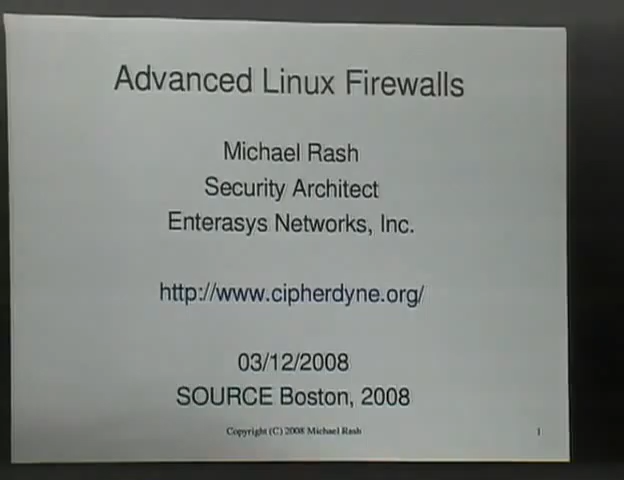 Advanced Linux Firewalls
Michael Rash
Security Architect
Enterasys Networks, Inc.
http://www.cipherdyne.org/
03/12/2008
SOURCE Boston, 2008
Copyright (C) 2008 Michael Rash
1